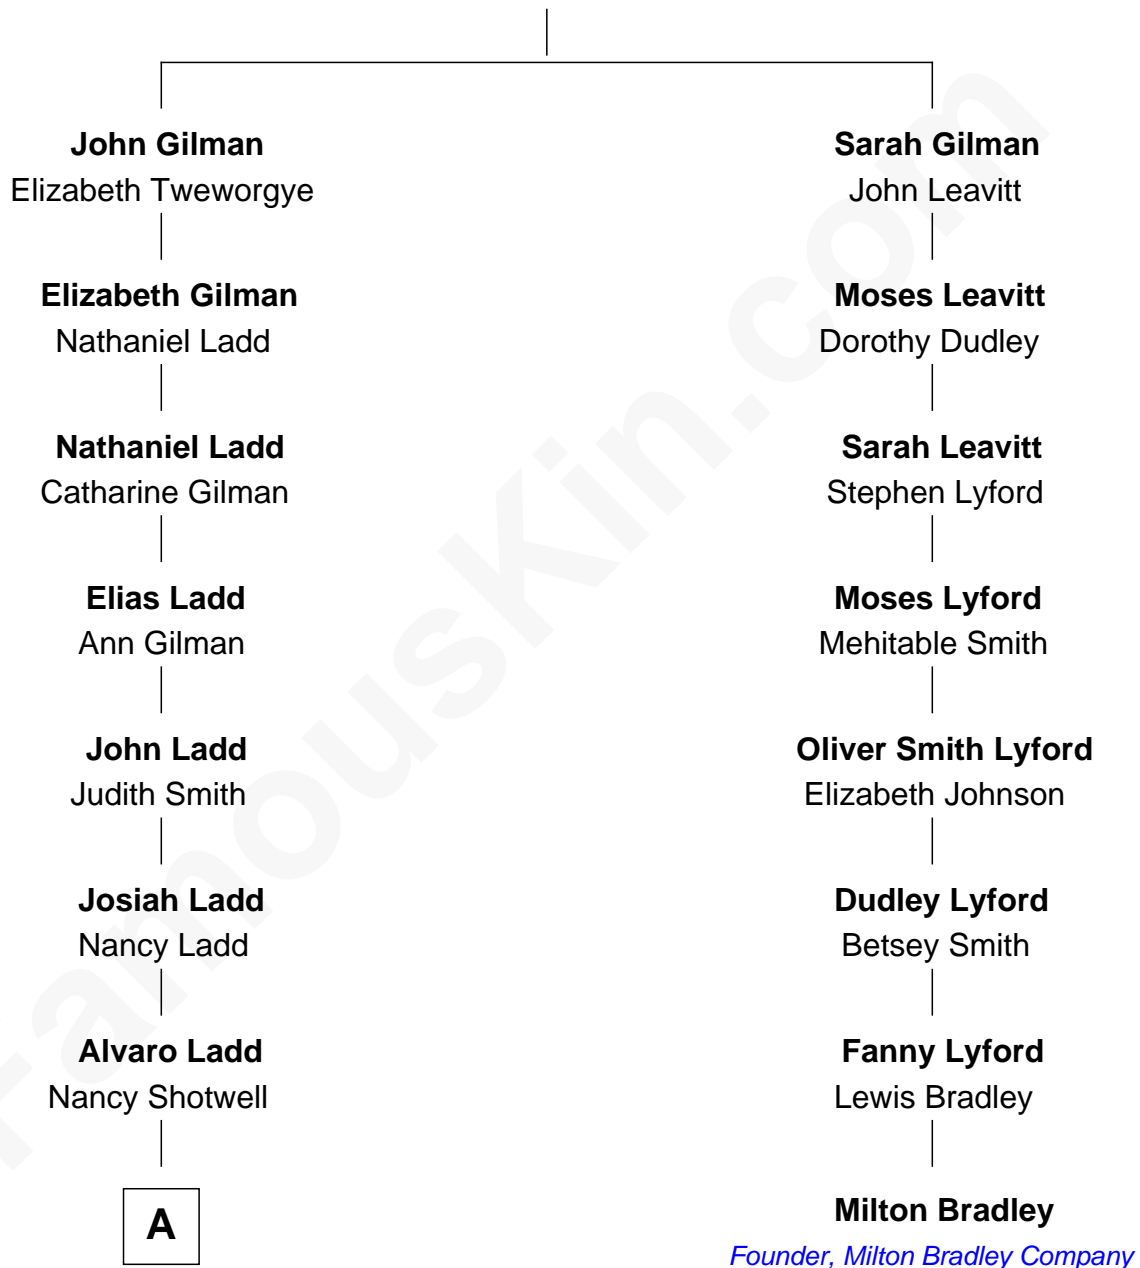 John Gilman
Elizabeth Tweworgye
Elizabeth Gilman
Nathaniel Ladd
Nathaniel Ladd
Catharine Gilman
Elias Ladd
Ann Gilman
John Ladd
Judith Smith
Josiah Ladd
Nancy Ladd
Alvaro Ladd
Nancy Shotwell
A
Sarah Gilman
John Leavitt
Moses Leavitt
Dorothy Dudley
Sarah Leavitt
Stephen Lyford
Moses Lyford
Mehitable Smith
Oliver Smith Lyford
Elizabeth Johnson
Dudley Lyford
Betsey Smith
Fanny Lyford
Lewis Bradley
Milton Bradley
Founder, Milton Bradley Company
FamousKin.com